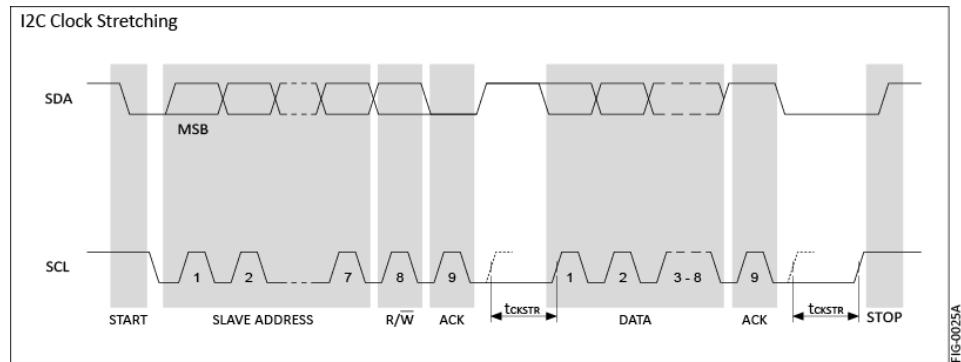 I2C Clock Stretching
SDA
MSB
SCL
1 2 7 8 9 1 2 3 - 8 9
tCKSTR tCKSTR
START SLAVE ADDRESS R/W̅ ACK DATA ACK STOP
FIG-0025A